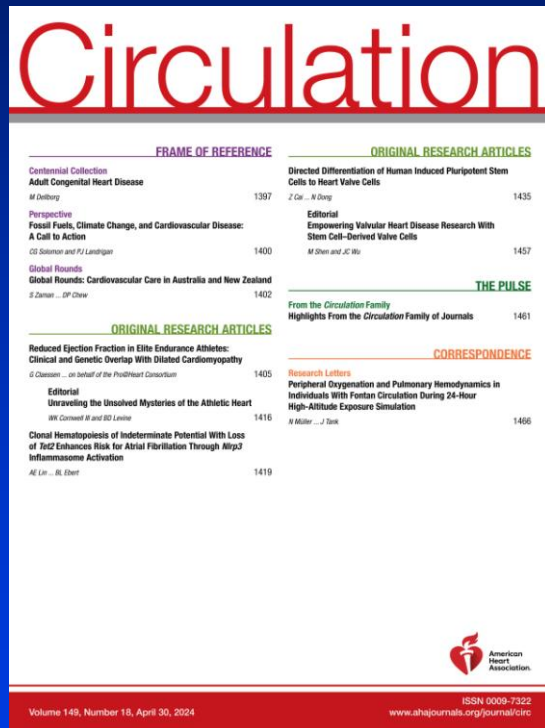 Circulation
FRAME OF REFERENCE
Centennial Collection
Adult Congenital Heart Disease
M Dellborg 1397
Perspective
Fossil Fuels, Climate Change, and Cardiovascular Disease:
A Call to Action
CG Solomon and PJ Landrigan 1400
Global Rounds
Global Rounds: Cardiovascular Care in Australia and New Zealand
S Zaman ... DP Chew 1402
ORIGINAL RESEARCH ARTICLES
Reduced Ejection Fraction in Elite Endurance Athletes:
Clinical and Genetic Overlap With Dilated Cardiomyopathy
G Claessen ... on behalf of the Pro@Heart Consortium 1405
Editorial
Unraveling the Unsolved Mysteries of the Athletic Heart
WK Cornwell III and BD Levine 1416
Clonal Hematopoiesis of Indeterminate Potential With Loss
of Tet2 Enhances Risk for Atrial Fibrillation Through Nlrp3
Inflammasome Activation
AE Lin ... BL Ebert 1419
ORIGINAL RESEARCH ARTICLES
Directed Differentiation of Human Induced Pluripotent Stem
Cells to Heart Valve Cells
Z Cai ... N Dong 1435
Editorial
Empowering Valvular Heart Disease Research With
Stem Cell–Derived Valve Cells
M Shen and JC Wu 1457
THE PULSE
From the Circulation Family
Highlights From the Circulation Family of Journals 1461
CORRESPONDENCE
Research Letters
Peripheral Oxygenation and Pulmonary Hemodynamics in
Individuals With Fontan Circulation During 24-Hour
High-Altitude Exposure Simulation
N Müller ... J Tank 1466
American
Heart
Association.
Volume 149, Number 18, April 30, 2024
ISSN 0009-7322
www.ahajournals.org/journal/circ